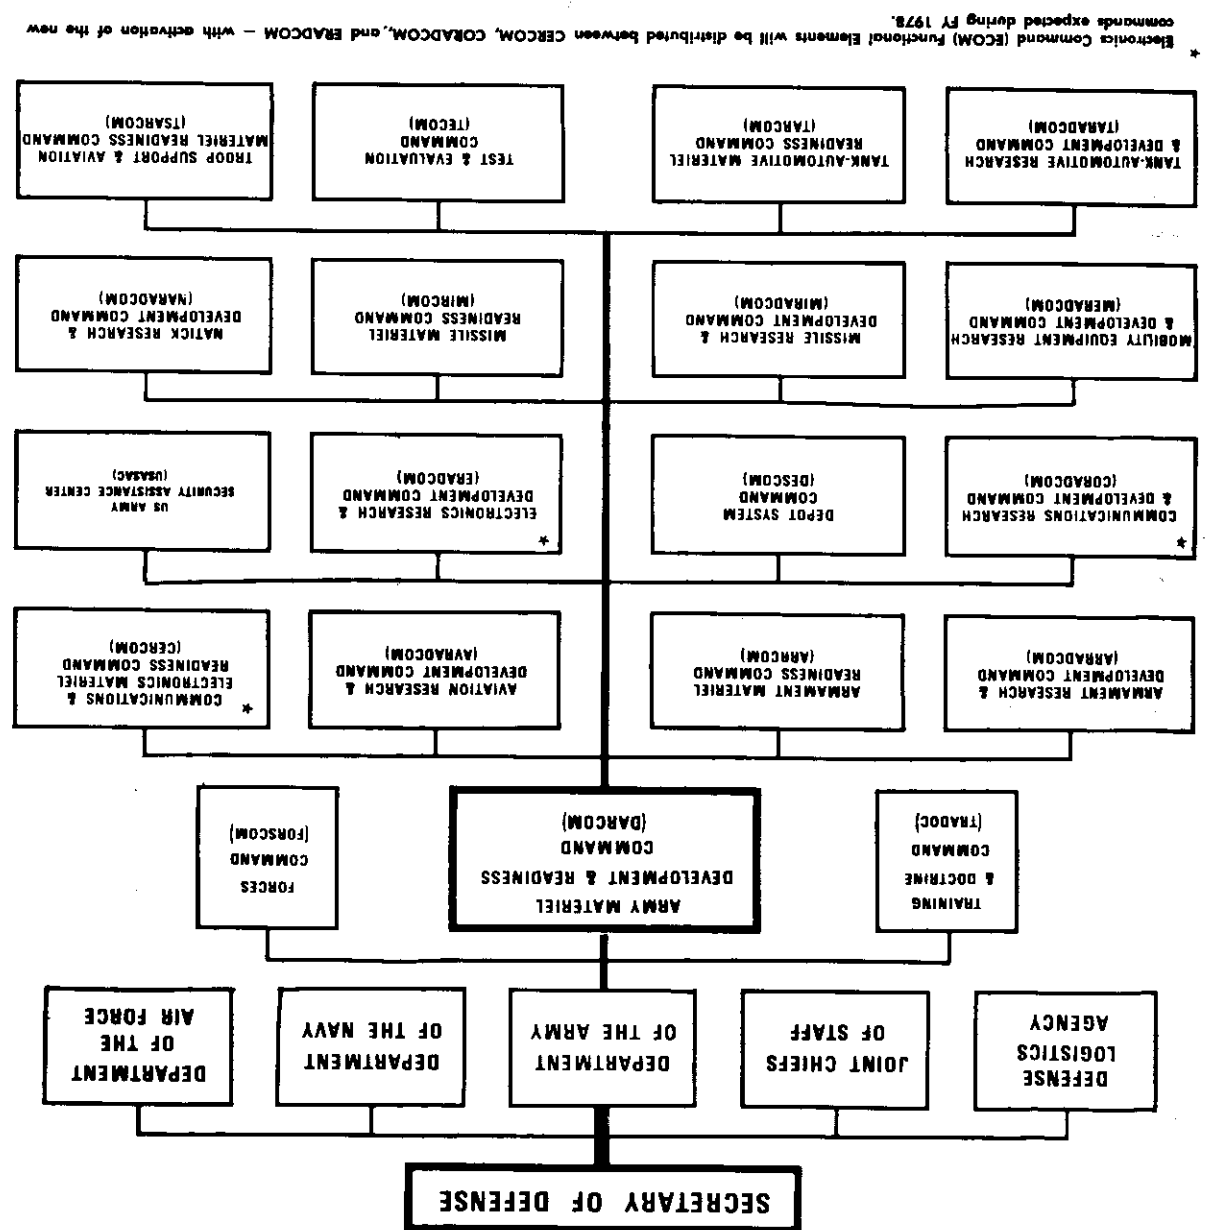 SECRETARY OF DEFENSE
DEFENSE
LOGISTICS
AGENCY
JOINT CHIEFS
OF STAFF
DEPARTMENT
OF THE ARMY
DEPARTMENT
OF THE NAVY
DEPARTMENT
OF THE
AIR FORCE
TRAINING
& DOCTRINE
COMMAND
(TRADOC)
ARMY MATERIEL
DEVELOPMENT & READINESS
COMMAND
(DARCOM)
FORCES
COMMAND
(FORSCOM)
ARMAMENT RESEARCH &
DEVELOPMENT COMMAND
(ARRADCOM)
ARMAMENT MATERIEL
READINESS COMMAND
(ARRCOM)
AVIATION RESEARCH &
DEVELOPMENT COMMAND
(AVRADCOM)
*
COMMUNICATIONS &
ELECTRONICS MATERIEL
READINESS COMMAND
(CERCOM)
*
COMMUNICATIONS RESEARCH
& DEVELOPMENT COMMAND
(CORADCOM)
DEPOT SYSTEM
COMMAND
(DESCOM)
*
ELECTRONICS RESEARCH &
DEVELOPMENT COMMAND
(ERADCOM)
US ARMY
SECURITY ASSISTANCE CENTER
(USASAC)
MOBILITY EQUIPMENT RESEARCH
& DEVELOPMENT COMMAND
(MERADCOM)
MISSILE RESEARCH &
DEVELOPMENT COMMAND
(MIRADCOM)
MISSILE MATERIEL
READINESS COMMAND
(MIRCOM)
NATICK RESEARCH &
DEVELOPMENT COMMAND
(NARADCOM)
TANK-AUTOMOTIVE RESEARCH
& DEVELOPMENT COMMAND
(TARADCOM)
TANK-AUTOMOTIVE MATERIEL
READINESS COMMAND
(TARCOM)
TEST & EVALUATION
COMMAND
(TECOM)
TROOP SUPPORT & AVIATION
MATERIEL READINESS COMMAND
(TSARCOM)
* Electronics Command (ECOM) Functional Elements will be distributed between CERCOM, CORADCOM,, and ERADCOM — with activation of the new
commands expected during FY 1978.